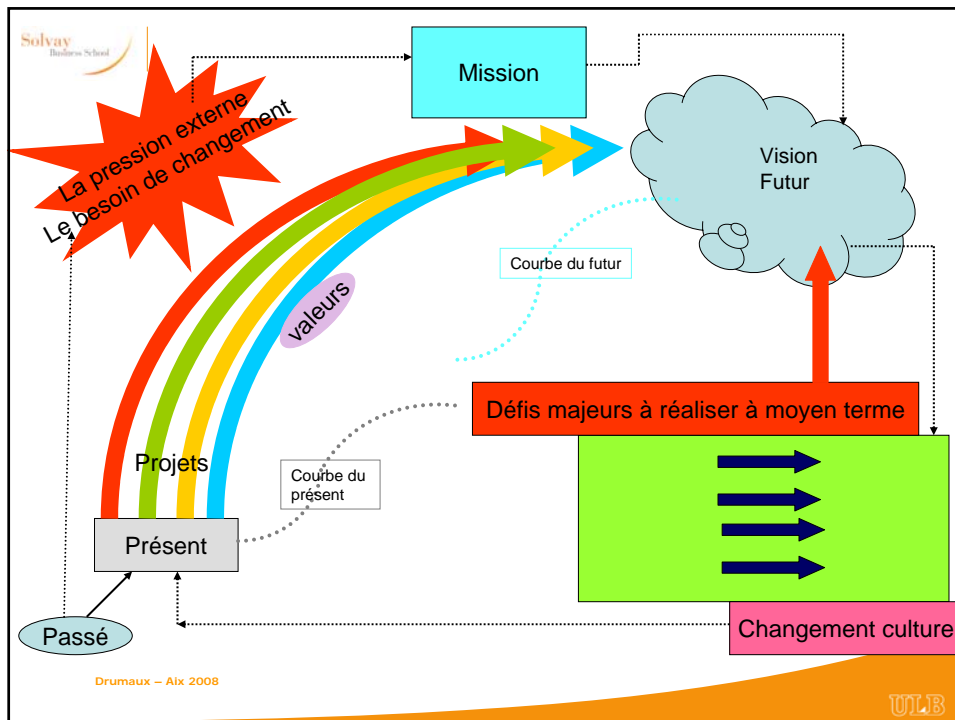 Solvay
Business School
Mission
La pression externe
Le besoin de changement
Vision
Futur
Courbe du futur
valeurs
Défis majeurs à réaliser à moyen terme
Projets
Courbe du
présent
Présent
Passé
Changement culture
Drumaux – Aix 2008
ULB